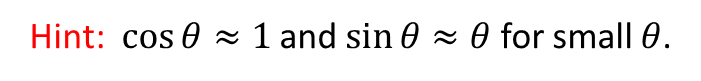 Hint: cos θ ≈ 1 and sin θ ≈ θ for small θ.